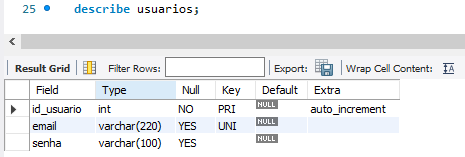 25 describe usuarios;
Result Grid Filter Rows: Export: Wrap Cell Content:
Field Type Null Key Default Extra
id_usuario int NO PRI NULL auto_increment
email varchar(220) YES UNI NULL
senha varchar(100) YES NULL